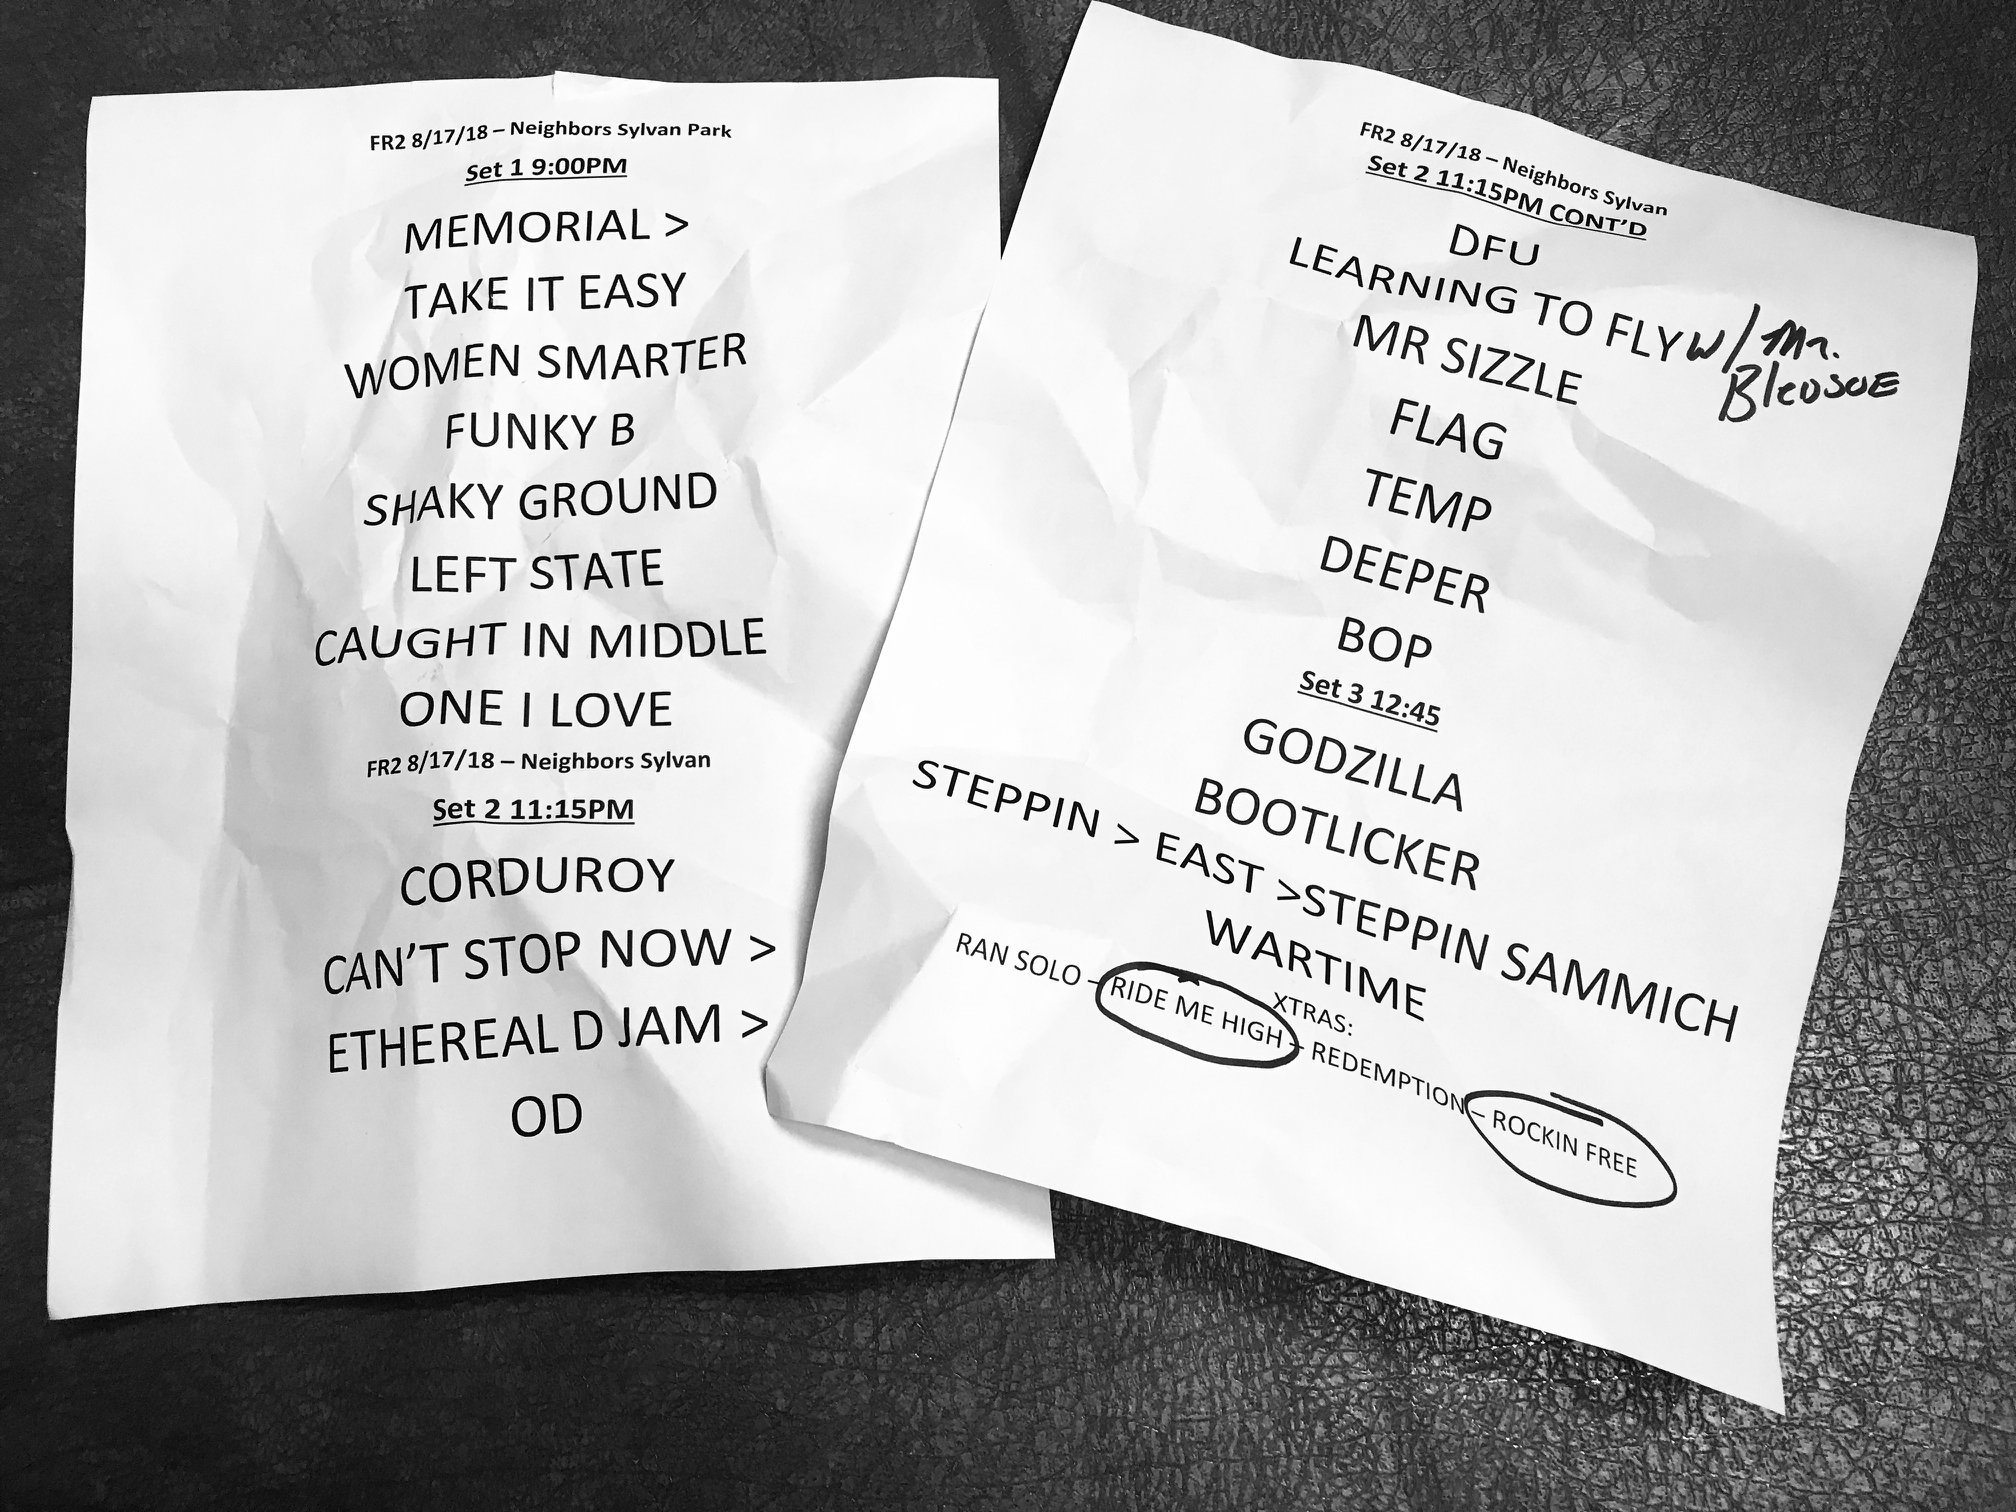 FR2 8/17/18 – Neighbors Sylvan Park
Set 1 9:00PM
MEMORIAL >
TAKE IT EASY
WOMEN SMARTER
FUNKY B
SHAKY GROUND
LEFT STATE
CAUGHT IN MIDDLE
ONE I LOVE
FR2 8/17/18 – Neighbors Sylvan
Set 2 11:15PM
CORDUROY
CAN'T STOP NOW >
ETHEREAL D JAM >
OD
FR2 8/17/18 – Neighbors Sylvan
Set 2 11:15PM CONT'D
DFU
LEARNING TO FLY w/ Mr.
BledsoE
MR SIZZLE
FLAG
TEMP
DEEPER
BOP
Set 3 12:45
GODZILLA
BOOTLICKER
STEPPIN > EAST >STEPPIN SAMMICH
WARTIME
XTRAS:
RAN SOLO – RIDE ME HIGH – REDEMPTION – ROCKIN FREE